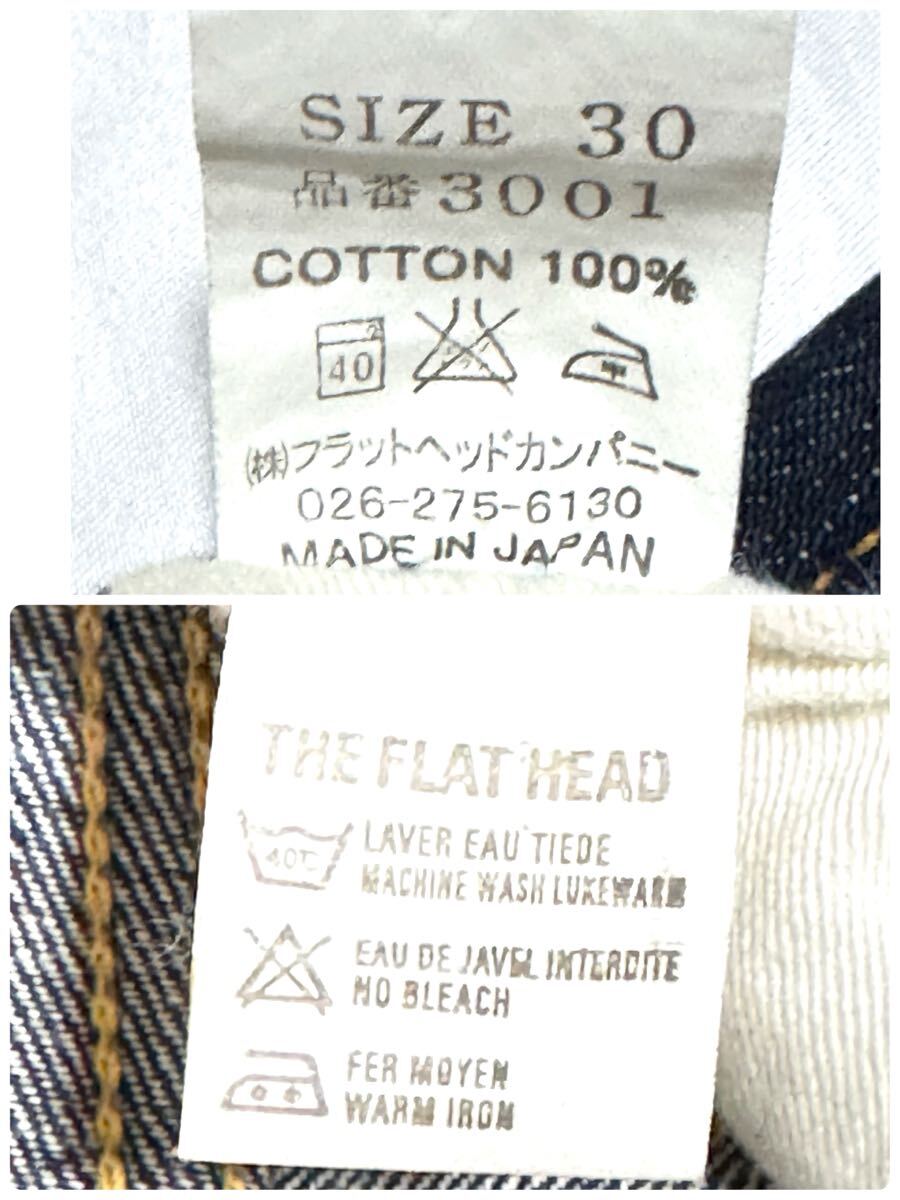 SIZE 30
品番3001
COTTON 100%
40
(株)フラットヘッドカンパニー
026-275-6130
MADE IN JAPAN
THE FLAT HEAD
40℃
LAVER EAU TIEDE
MACHINE WASH LUKEWARM
EAU DE JAVEL INTERDITE
NO BLEACH
FER MOYEN
WARM IRON